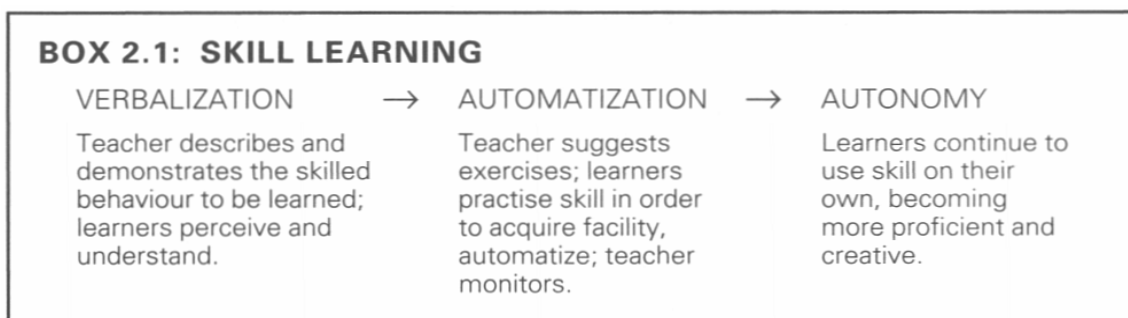 BOX 2.1: SKILL LEARNING
VERBALIZATION → AUTOMATIZATION → AUTONOMY
Teacher describes and
demonstrates the skilled
behaviour to be learned;
learners perceive and
understand.
Teacher suggests
exercises; learners
practise skill in order
to acquire facility,
automatize; teacher
monitors.
Learners continue to
use skill on their
own, becoming
more proficient and
creative.